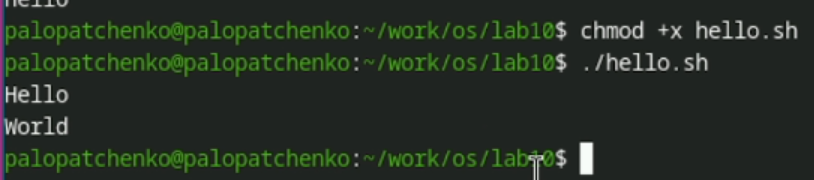 Hello
palopatchenko@palopatchenko:~/work/os/lab10$ chmod +x hello.sh
palopatchenko@palopatchenko:~/work/os/lab10$ ./hello.sh
Hello
World
palopatchenko@palopatchenko:~/work/os/lab10$